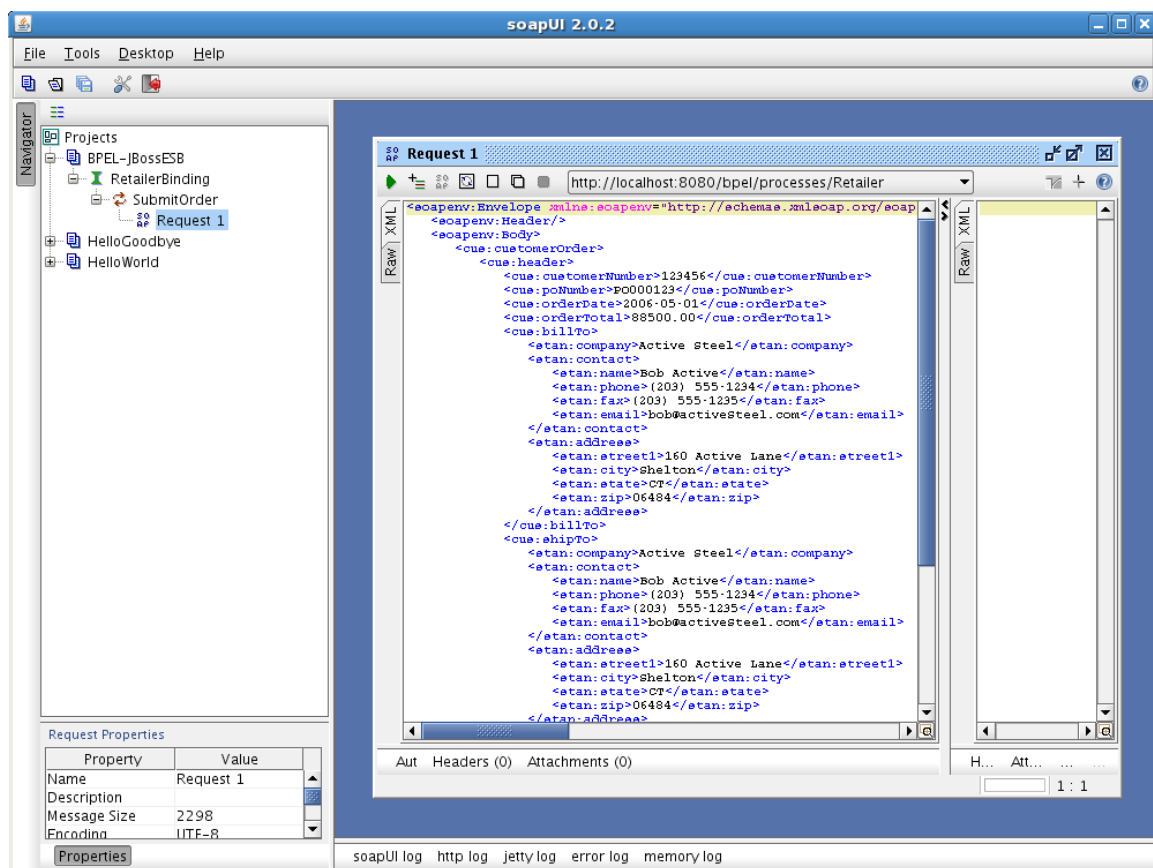 soapUI 2.0.2
File Tools Desktop Help
Navigator
Projects
BPEL-JBossESB
RetailerBinding
SubmitOrder
Request 1
HelloGoodbye
HelloWorld
Request 1
http://localhost:8080/bpel/processes/Retailer
XML
Raw
<soapenv:Envelope xmlns:soapenv="http://schemas.xmlsoap.org/soap
<soapenv:Header/>
<soapenv:Body>
<cus:customerOrder>
<cus:header>
<cus:customerNumber>123456</cus:customerNumber>
<cus:poNumber>PO000123</cus:poNumber>
<cus:orderDate>2006-05-01</cus:orderDate>
<cus:orderTotal>88500.00</cus:orderTotal>
<cus:billTo>
<stan:company>Active Steel</stan:company>
<stan:contact>
<stan:name>Bob Active</stan:name>
<stan:phone>(203) 555-1234</stan:phone>
<stan:fax>(203) 555-1235</stan:fax>
<stan:email>bob@activeSteel.com</stan:email>
</stan:contact>
<stan:address>
<stan:street1>160 Active Lane</stan:street1>
<stan:city>Shelton</stan:city>
<stan:state>CT</stan:state>
<stan:zip>06484</stan:zip>
</stan:address>
</cus:billTo>
<cus:shipTo>
<stan:company>Active Steel</stan:company>
<stan:contact>
<stan:name>Bob Active</stan:name>
<stan:phone>(203) 555-1234</stan:phone>
<stan:fax>(203) 555-1235</stan:fax>
<stan:email>bob@activeSteel.com</stan:email>
</stan:contact>
<stan:address>
<stan:street1>160 Active Lane</stan:street1>
<stan:city>Shelton</stan:city>
<stan:state>CT</stan:state>
<stan:zip>06484</stan:zip>
</stan:address>
XML
Raw
Aut Headers (0) Attachments (0)
H... Att... ... ...
1 : 1
Request Properties
Property Value
Name Request 1
Description
Message Size 2298
Encoding UTF-8
Properties
soapUI log http log jetty log error log memory log